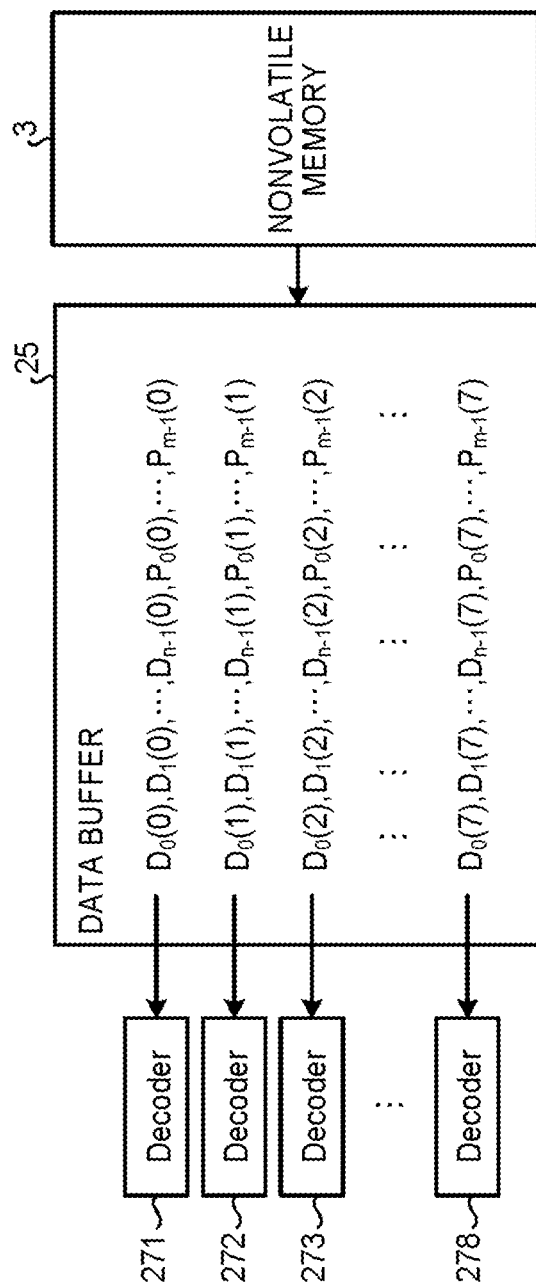 271
Decoder
272
Decoder
273
Decoder
⋮
278
Decoder
25
DATA BUFFER
D₀(0),D₁(0),⋯,Dₙ₋₁(0),P₀(0),⋯,Pₘ₋₁(0)
D₀(1),D₁(1),⋯,Dₙ₋₁(1),P₀(1),⋯,Pₘ₋₁(1)
D₀(2),D₁(2),⋯,Dₙ₋₁(2),P₀(2),⋯,Pₘ₋₁(2)
⋮ ⋮ ⋮ ⋮ ⋮
D₀(7),D₁(7),⋯,Dₙ₋₁(7),P₀(7),⋯,Pₘ₋₁(7)
3
NONVOLATILE
MEMORY